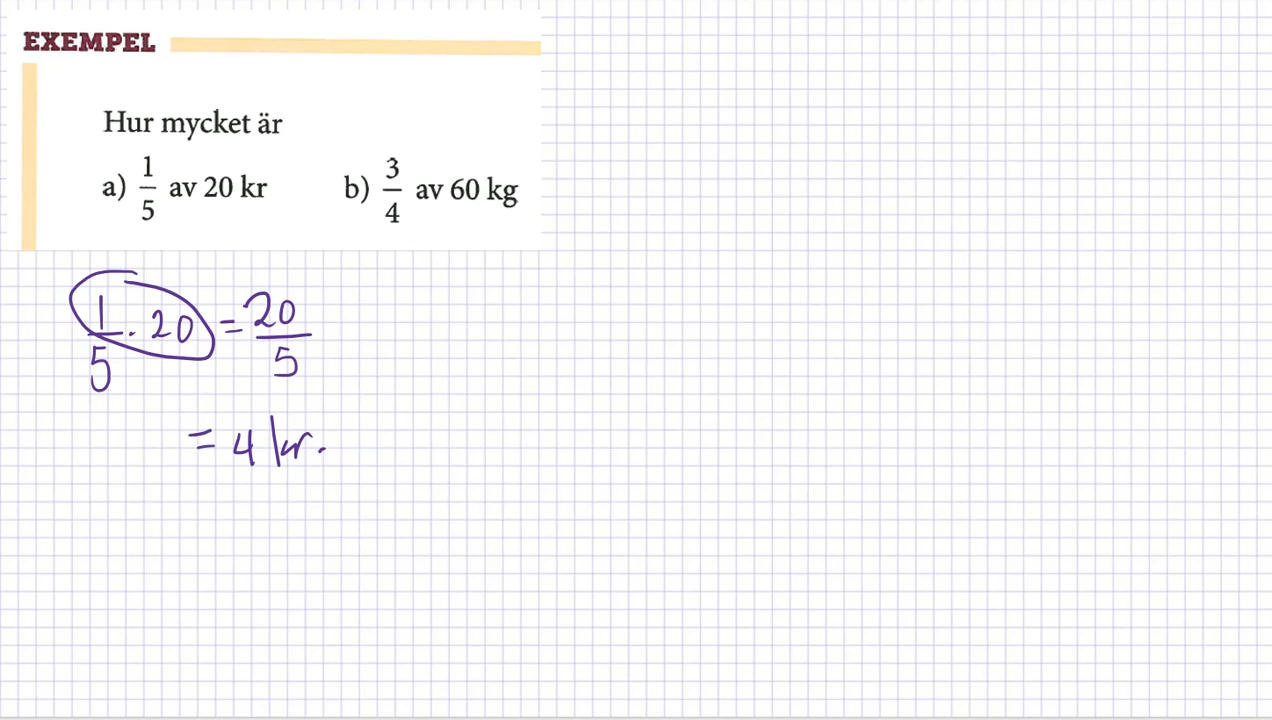 EXEMPEL
Hur mycket är
a) 1/5 av 20 kr b) 3/4 av 60 kg
1/5 · 20 = 20/5
= 4 kr.